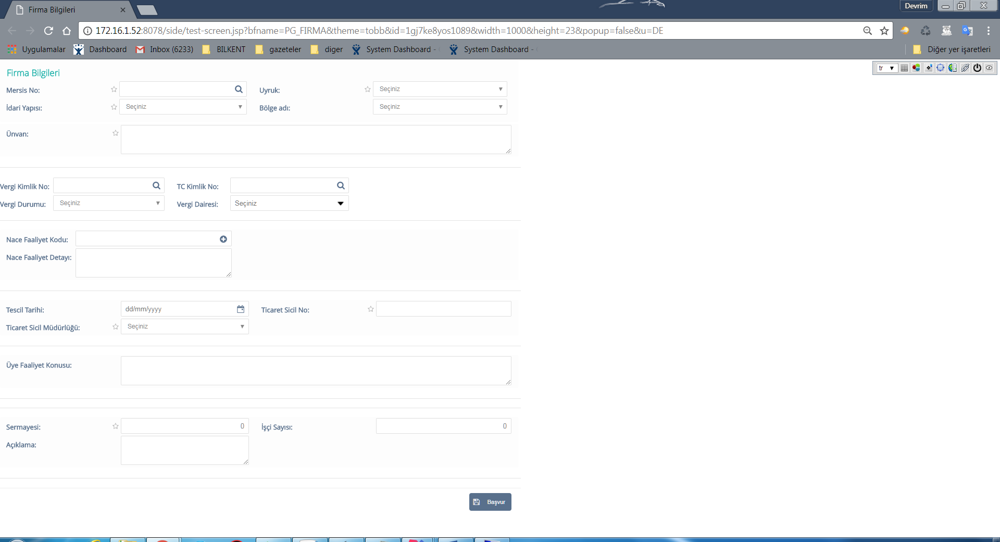 Firma Bilgileri
Devrim
172.16.1.52:8078/side/test-screen.jsp?bfname=PG_FIRMA&theme=tobb&id=1gj7ke8yos1089&width=1000&height=23&popup=false&u=DE
Uygulamalar Dashboard Inbox (6233) BILKENT gazeteler diger System Dashboard - System Dashboard - Diğer yer işaretleri
Firma Bilgileri
tr
Mersis No: Uyruk: Seçiniz
İdari Yapısı: Seçiniz Bölge adı: Seçiniz
Ünvan:
Vergi Kimlik No: TC Kimlik No:
Vergi Durumu: Seçiniz Vergi Dairesi: Seçiniz
Nace Faaliyet Kodu:
Nace Faaliyet Detayı:
Tescil Tarihi: dd/mm/yyyy Ticaret Sicil No:
Ticaret Sicil Müdürlüğü: Seçiniz
Üye Faaliyet Konusu:
Sermayesi: 0 İşçi Sayısı: 0
Açıklama:
Başvur